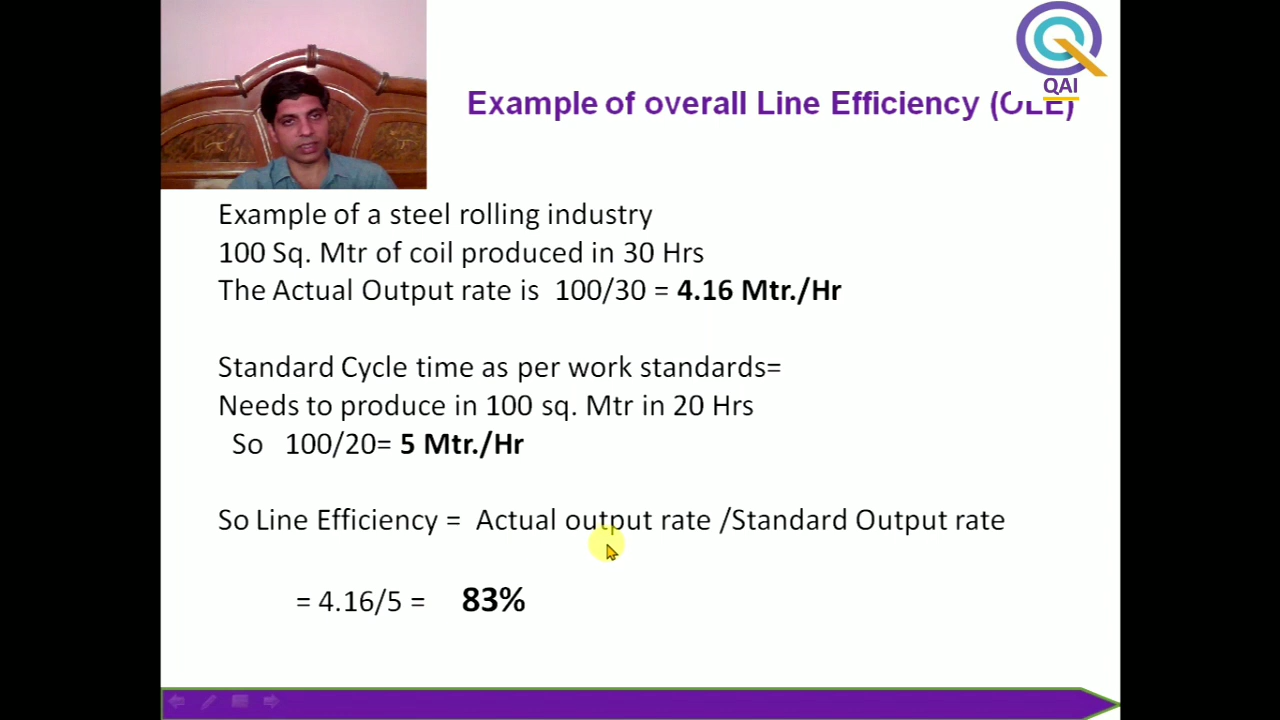 QAI
Example of overall Line Efficiency (OLE)
Example of a steel rolling industry
100 Sq. Mtr of coil produced in 30 Hrs
The Actual Output rate is 100/30 = 4.16 Mtr./Hr
Standard Cycle time as per work standards=
Needs to produce in 100 sq. Mtr in 20 Hrs
So 100/20= 5 Mtr./Hr
So Line Efficiency = Actual output rate /Standard Output rate
= 4.16/5 = 83%